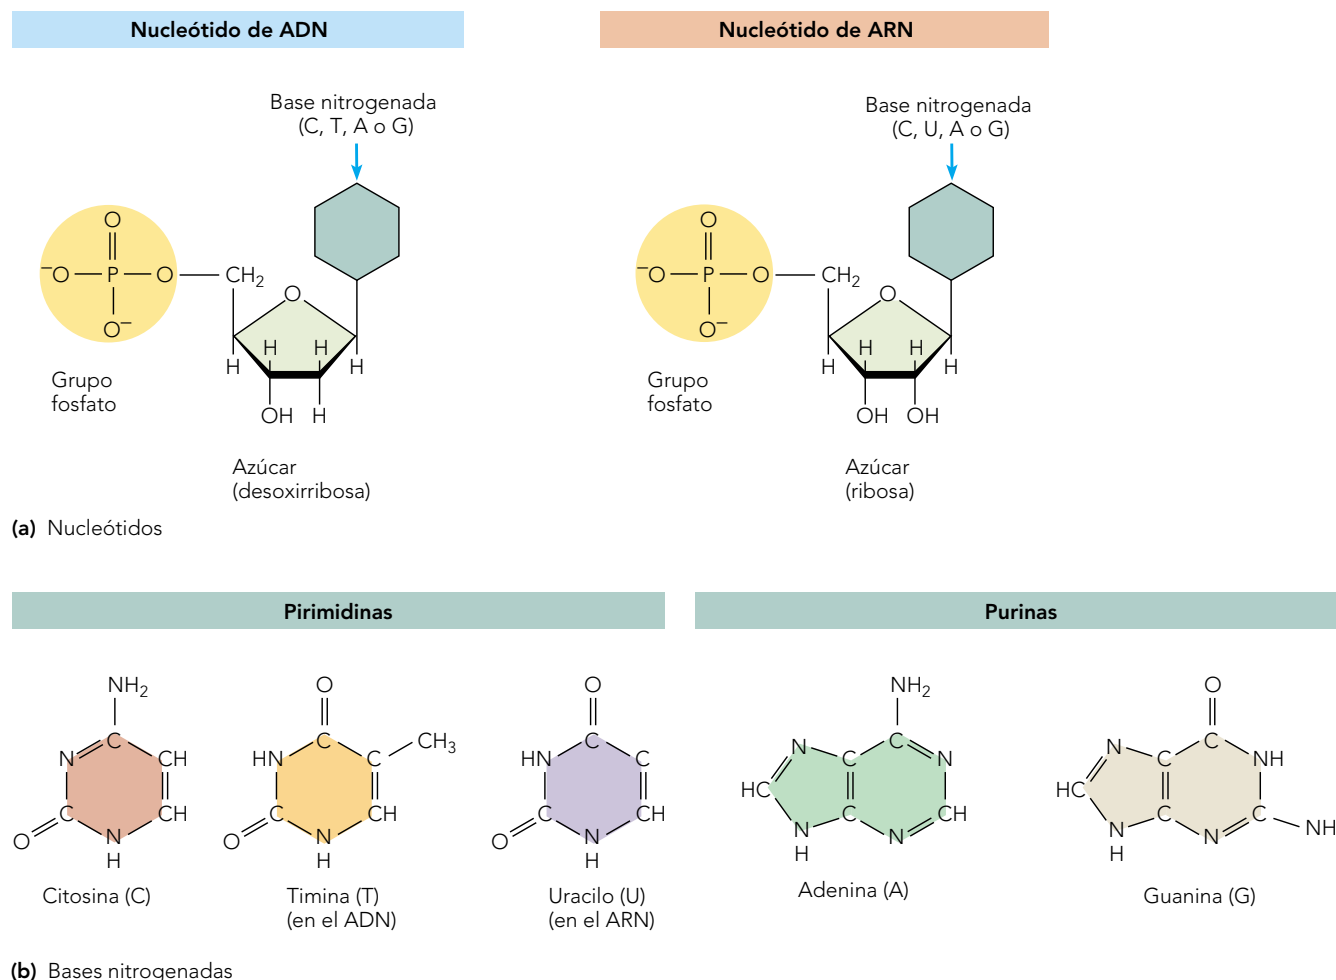 Nucleótido de ADN
Nucleótido de ARN
Base nitrogenada
(C, T, A o G)
O
⁻O P O CH₂
O⁻
O
H H H H
OH H
Grupo
fosfato
Azúcar
(desoxirribosa)
Base nitrogenada
(C, U, A o G)
O
⁻O P O CH₂
O⁻
O
H H H H
OH OH
Grupo
fosfato
Azúcar
(ribosa)
(a) Nucleótidos
Pirimidinas
Purinas
NH₂
C
N CH
C CH
O N
H
Citosina (C)
O
C CH₃
HN C
C CH
O N
H
Timina (T)
(en el ADN)
O
C
HN C
C CH
O N
H
Uracilo (U)
(en el ARN)
NH₂
N C C N
HC
N C N CH
H
Adenina (A)
O
N C C NH
HC
N C N C NH
H
Guanina (G)
(b) Bases nitrogenadas